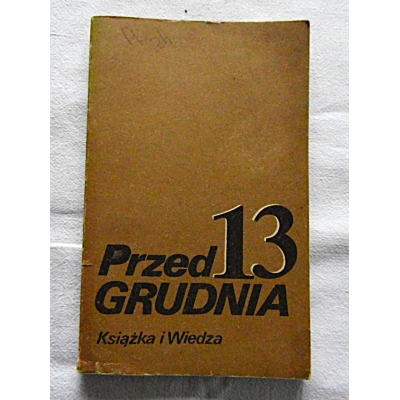 Przed 13
GRUDNIA
Książka i Wiedza